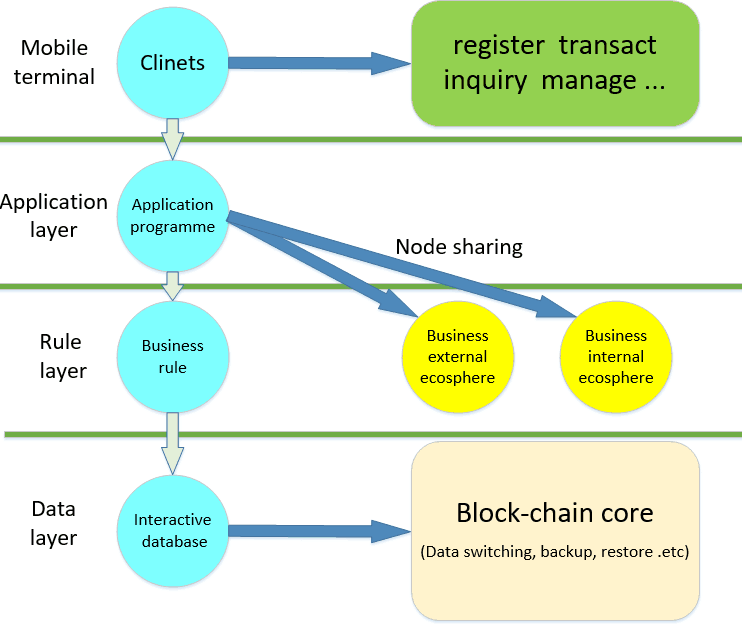 Mobile
terminal
Clinets
register transact
inquiry manage ...
Application
layer
Application
programme
Node sharing
Rule
layer
Business
rule
Business
external
ecosphere
Business
internal
ecosphere
Data
layer
Interactive
database
Block-chain core
(Data switching, backup, restore .etc)